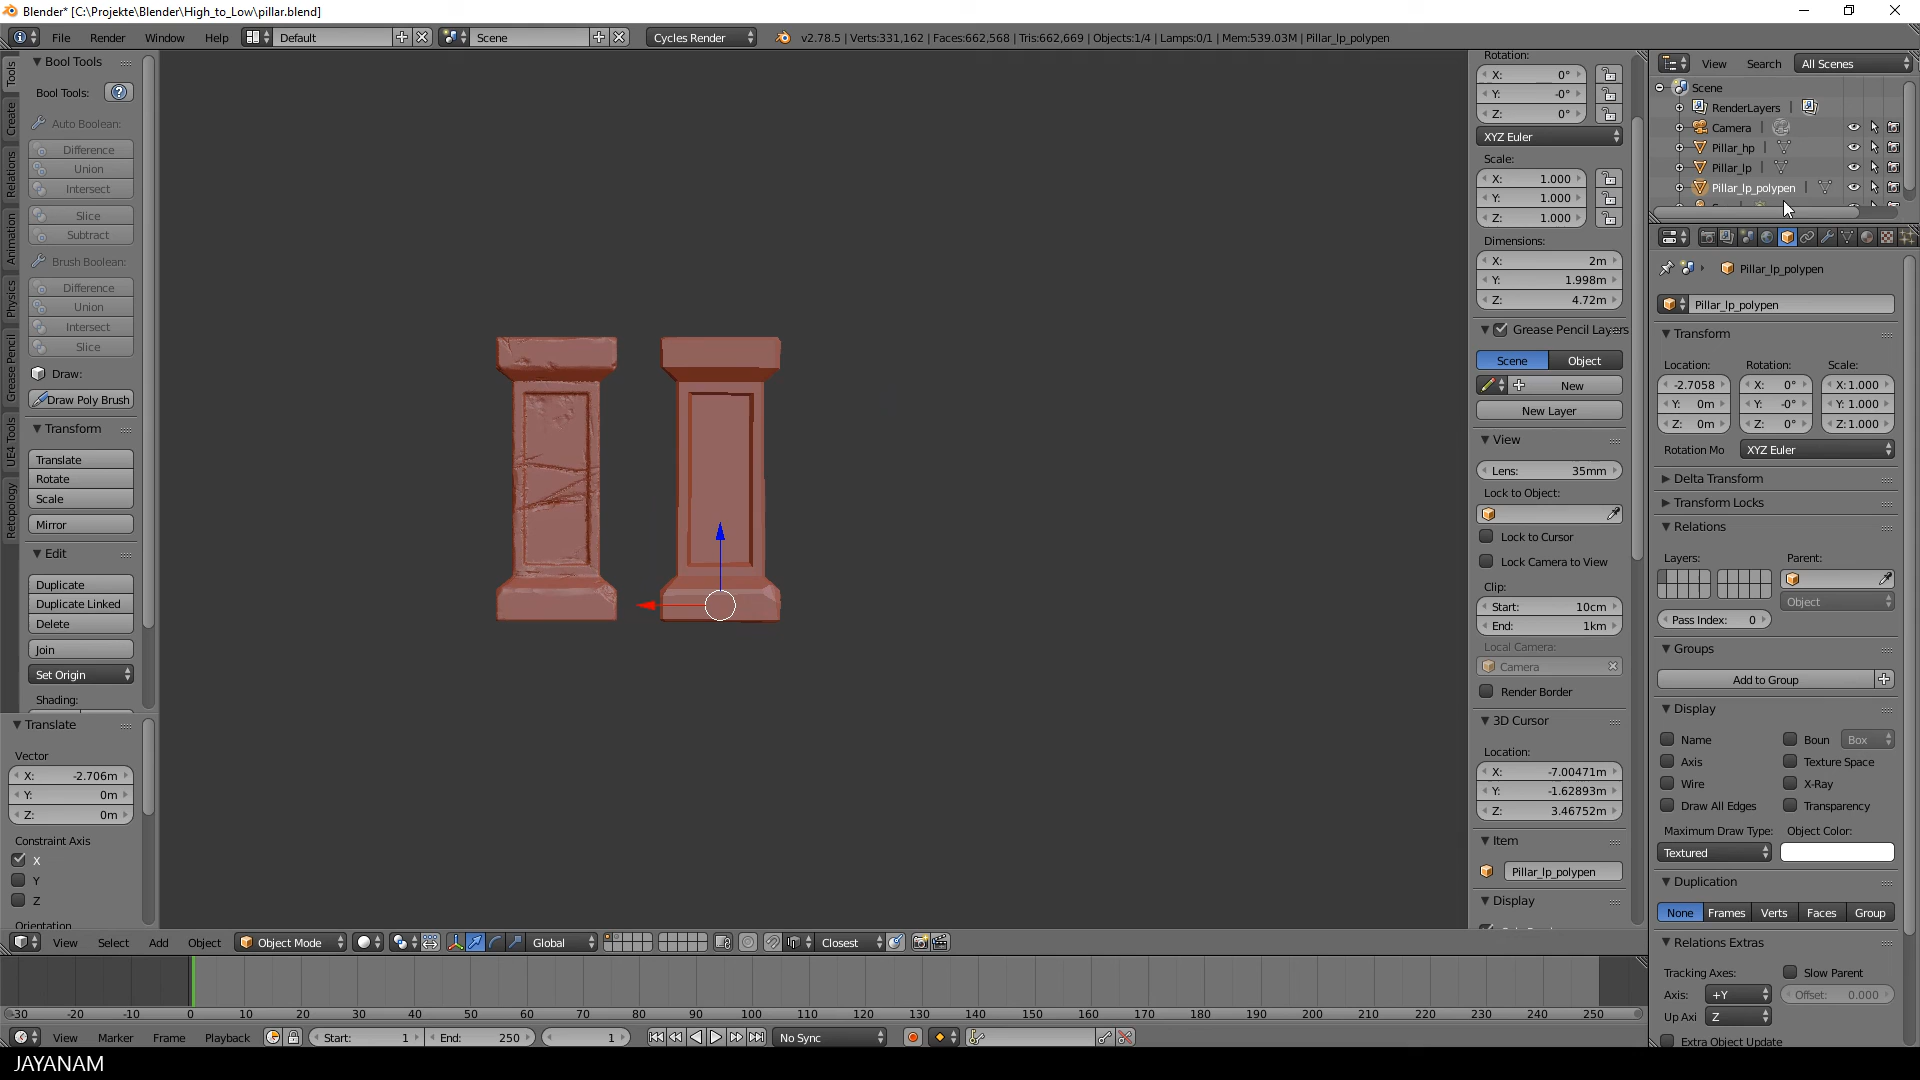 Blender* [C:\Projekte\Blender\High_to_Low\pillar.blend]
File Render Window Help Default Scene Cycles Render v2.78.5 | Verts:331,162 | Faces:662,568 | Tris:662,669 | Objects:1/4 | Lamps:0/1 | Mem:539.03M | Pillar_lp_polypen
Tools
Create
Relations
Animation
Physics
Grease Pencil
UE4 Tools
Retopology
Bool Tools
Bool Tools:
Auto Boolean:
Difference
Union
Intersect
Slice
Subtract
Brush Boolean:
Difference
Union
Intersect
Slice
Draw:
Draw Poly Brush
Transform
Translate
Rotate
Scale
Mirror
Edit
Duplicate
Duplicate Linked
Delete
Join
Set Origin
Shading:
Translate
Vector
X: -2.706m
Y: 0m
Z: 0m
Constraint Axis
X
Y
Z
Orientation
Rotation:
X: 0°
Y: -0°
Z: 0°
XYZ Euler
Scale:
X: 1.000
Y: 1.000
Z: 1.000
Dimensions:
X: 2m
Y: 1.998m
Z: 4.72m
Grease Pencil Layers
Scene Object
New
New Layer
View
Lens: 35mm
Lock to Object:
Lock to Cursor
Lock Camera to View
Clip:
Start: 10cm
End: 1km
Local Camera:
Camera
Render Border
3D Cursor
Location:
X: -7.00471m
Y: -1.62893m
Z: 3.46752m
Item
Pillar_lp_polypen
Display
View Search All Scenes
Scene
RenderLayers |
Camera |
Pillar_hp |
Pillar_lp |
Pillar_lp_polypen |
Pillar_lp_polypen
Pillar_lp_polypen
Transform
Location: Rotation: Scale:
-2.7058 X: 0° X: 1.000
Y: 0m Y: -0° Y: 1.000
Z: 0m Z: 0° Z: 1.000
Rotation Mo XYZ Euler
Delta Transform
Transform Locks
Relations
Layers: Parent:
Object
Pass Index: 0
Groups
Add to Group
Display
Name Boun Box
Axis Texture Space
Wire X-Ray
Draw All Edges Transparency
Maximum Draw Type: Object Color:
Textured
Duplication
None Frames Verts Faces Group
Relations Extras
Tracking Axes: Slow Parent
Axis: +Y Offset: 0.000
Up Axi Z
Extra Object Update
View Select Add Object Object Mode Global Closest
-30 -20 -10 0 10 20 30 40 50 60 70 80 90 100 110 120 130 140 150 160 170 180 190 200 210 220 230 240 250
View Marker Frame Playback Start: 1 End: 250 1 No Sync
JAYANAM